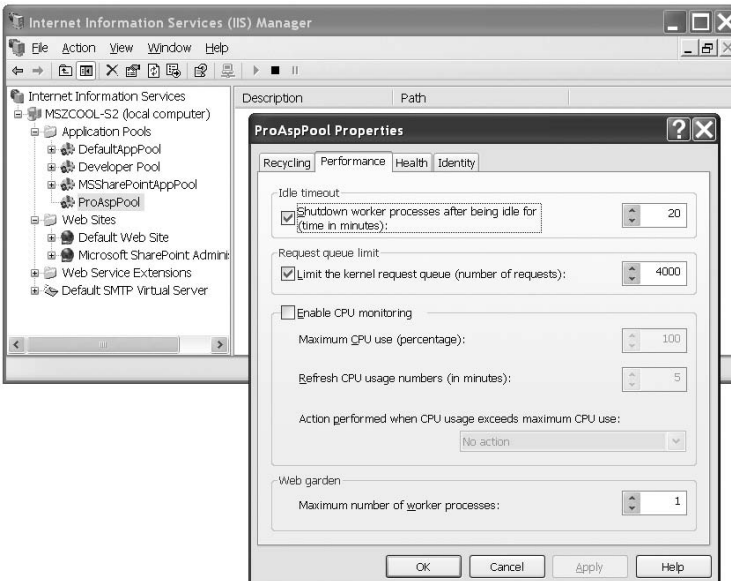 Internet Information Services (IIS) Manager
File Action View Window Help
Internet Information Services
MSZCOOL-S2 (local computer)
Application Pools
DefaultAppPool
Developer Pool
MSSharePointAppPool
ProAspPool
Web Sites
Default Web Site
Microsoft SharePoint Adminis
Web Service Extensions
Default SMTP Virtual Server
Description Path
ProAspPool Properties
Recycling Performance Health Identity
Idle timeout
Shutdown worker processes after being idle for
(time in minutes): 20
Request queue limit
Limit the kernel request queue (number of requests): 4000
Enable CPU monitoring
Maximum CPU use (percentage): 100
Refresh CPU usage numbers (in minutes): 5
Action performed when CPU usage exceeds maximum CPU use:
No action
Web garden
Maximum number of worker processes: 1
OK Cancel Apply Help